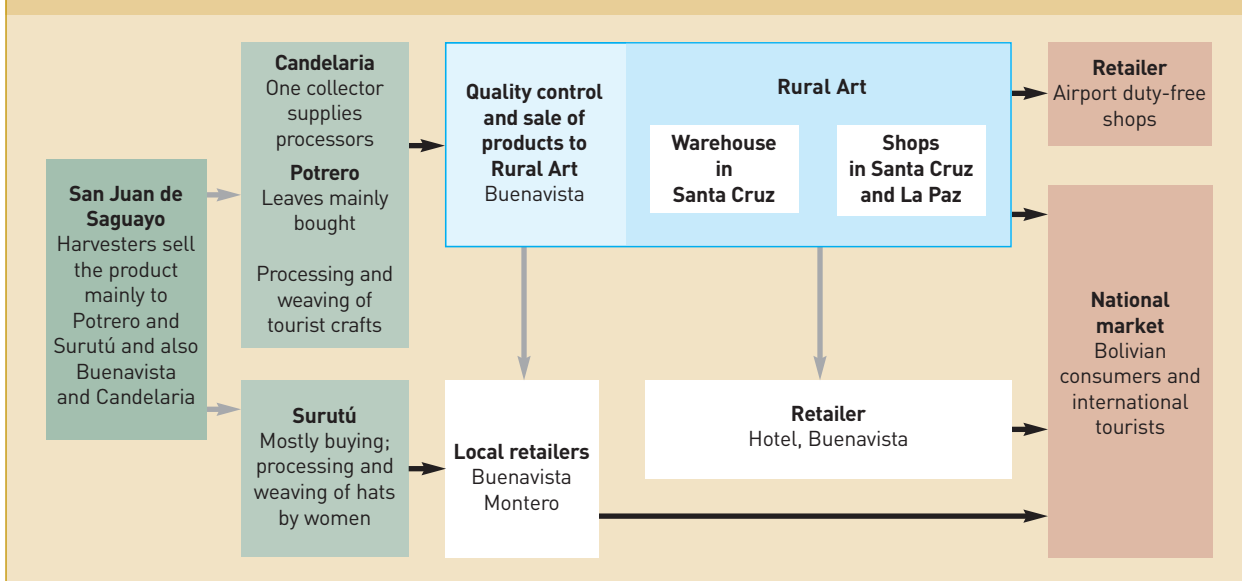 San Juan de
Saguayo
Harvesters sell
the product
mainly to
Potrero and
Surutú and also
Buenavista
and Candelaria
Candelaria
One collector
supplies
processors
Potrero
Leaves mainly
bought
Processing and
weaving of
tourist crafts
Surutú
Mostly buying;
processing and
weaving of hats
by women
Quality control
and sale of
products to
Rural Art
Buenavista
Rural Art
Warehouse
in
Santa Cruz
Shops
in Santa Cruz
and La Paz
Local retailers
Buenavista
Montero
Retailer
Hotel, Buenavista
Retailer
Airport duty-free
shops
National
market
Bolivian
consumers and
international
tourists